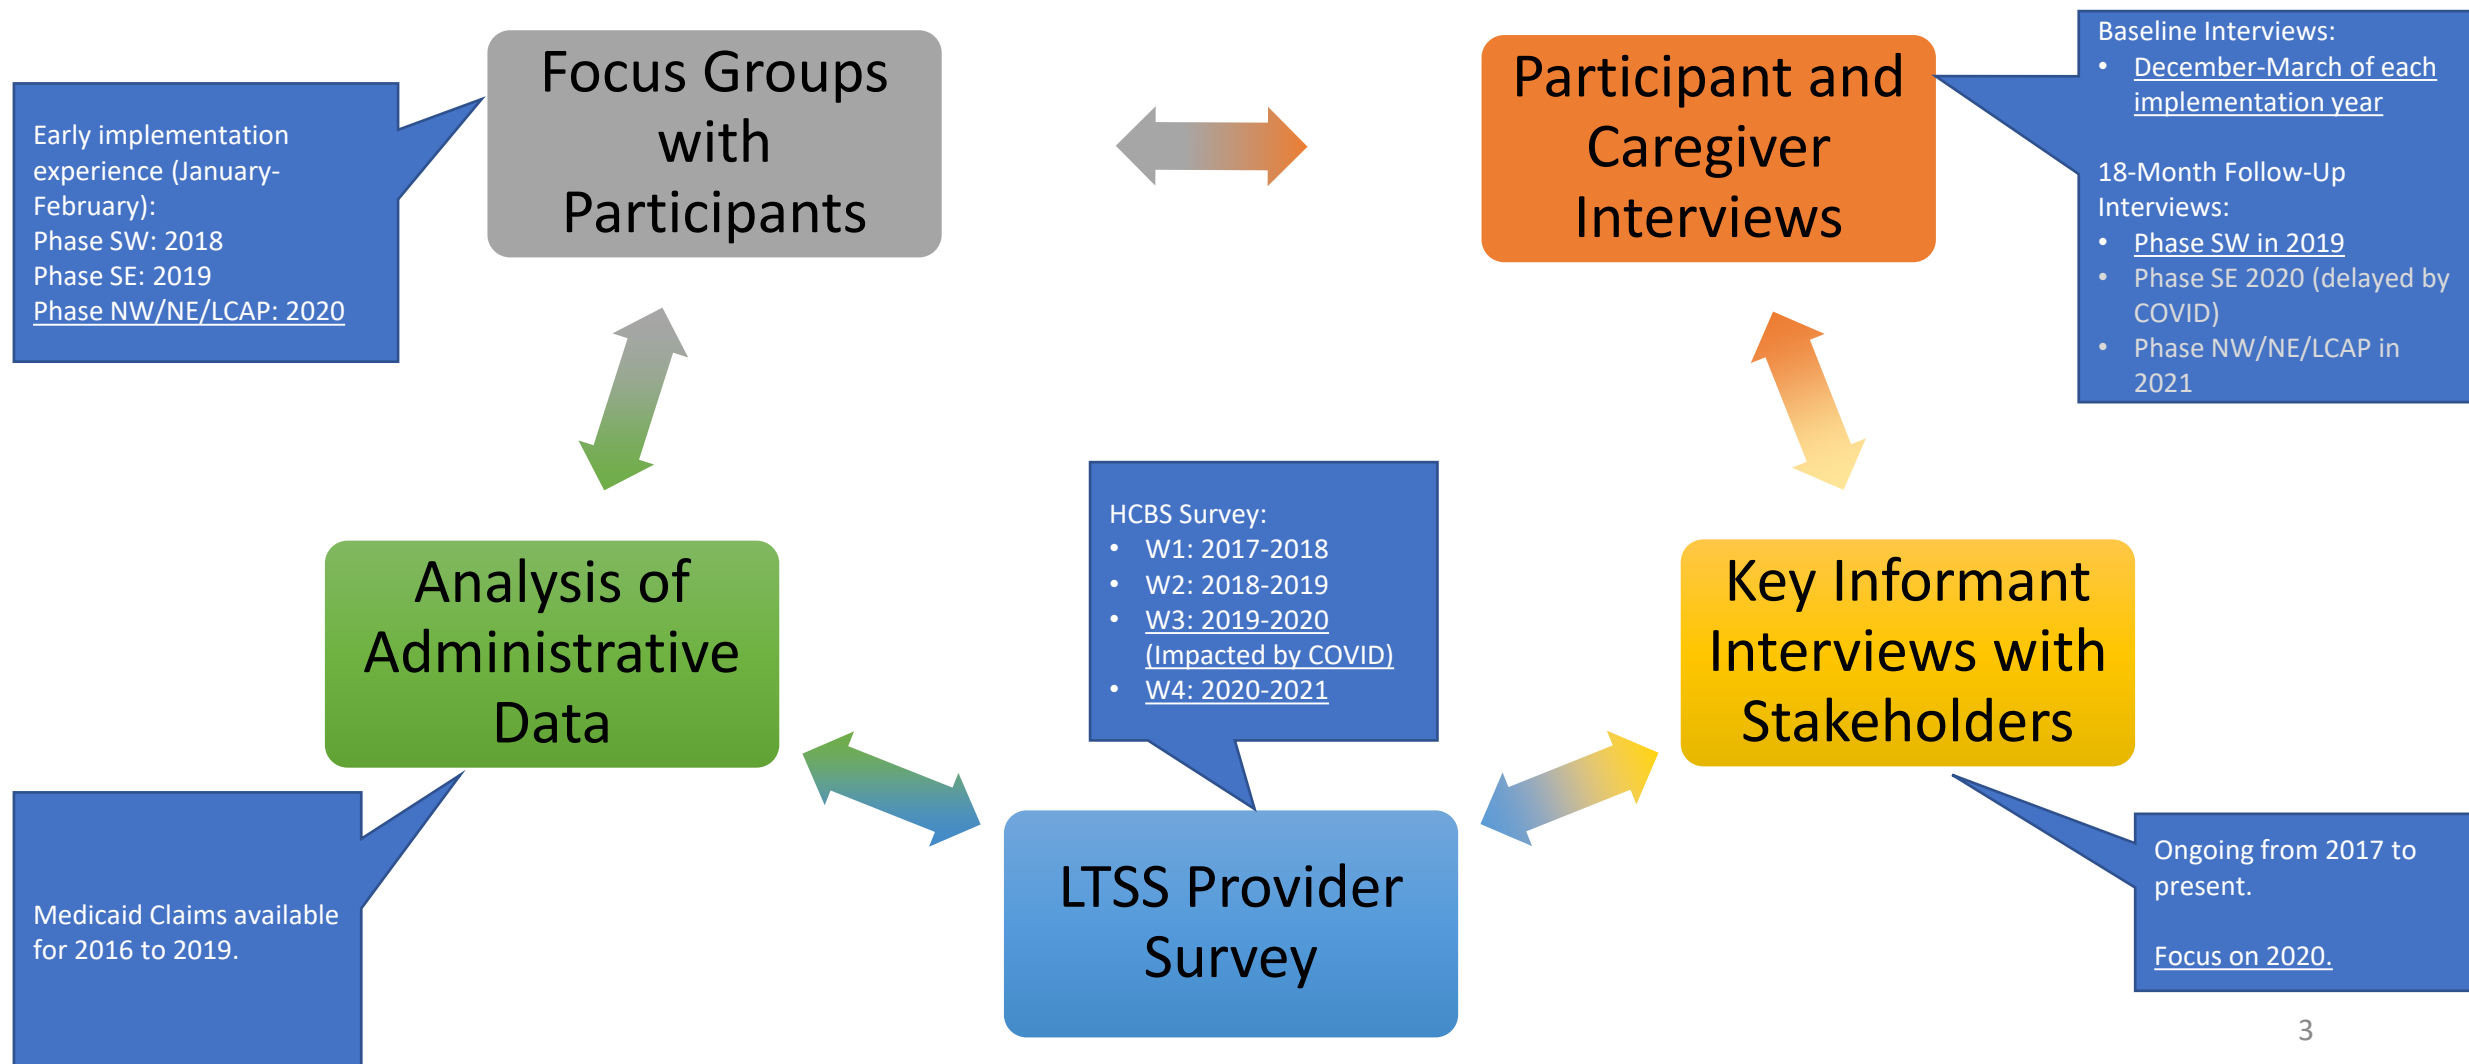 Focus Groups
with
Participants
Participant and
Caregiver
Interviews
Baseline Interviews:
• December-March of each
implementation year
18-Month Follow-Up
Interviews:
• Phase SW in 2019
• Phase SE 2020 (delayed by
COVID)
• Phase NW/NE/LCAP in
2021
Early implementation
experience (January-
February):
Phase SW: 2018
Phase SE: 2019
Phase NW/NE/LCAP: 2020
HCBS Survey:
• W1: 2017-2018
• W2: 2018-2019
• W3: 2019-2020
(Impacted by COVID)
• W4: 2020-2021
Analysis of
Administrative
Data
Key Informant
Interviews with
Stakeholders
LTSS Provider
Survey
Medicaid Claims available
for 2016 to 2019.
Ongoing from 2017 to
present.
Focus on 2020.
3